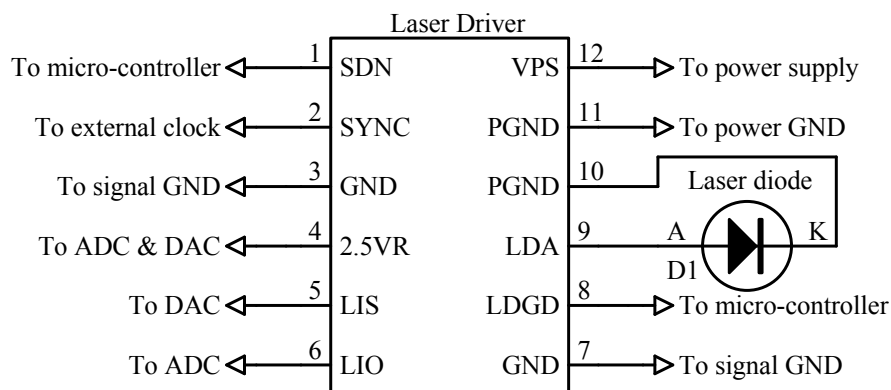 Laser Driver
To micro-controller 1 SDN VPS 12 To power supply
To external clock 2 SYNC PGND 11 To power GND
To signal GND 3 GND PGND 10 Laser diode
To ADC & DAC 4 2.5VR LDA 9 A K
D1
To DAC 5 LIS LDGD 8 To micro-controller
To ADC 6 LIO GND 7 To signal GND